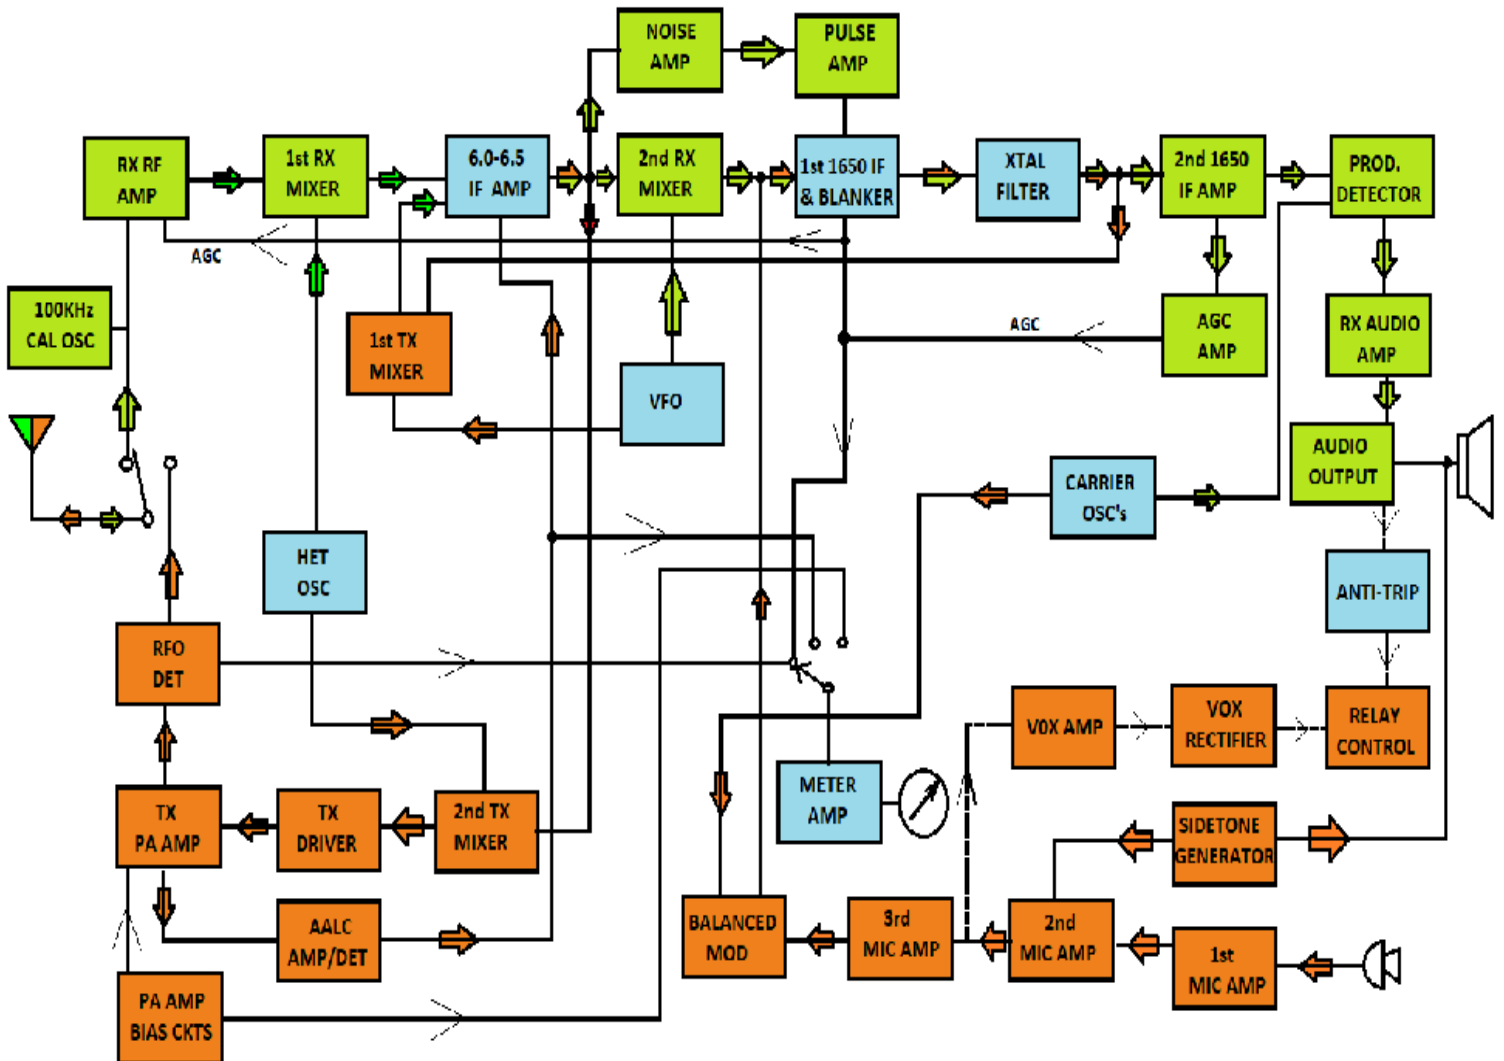 NOISE
AMP
PULSE
AMP
RX RF
AMP
1st RX
MIXER
6.0-6.5
IF AMP
2nd RX
MIXER
1st 1650 IF
& BLANKER
XTAL
FILTER
2nd 1650
IF AMP
PROD.
DETECTOR
AGC
100KHz
CAL OSC
1st TX
MIXER
VFO
AGC
AGC
AMP
RX AUDIO
AMP
AUDIO
OUTPUT
CARRIER
OSC's
HET
OSC
ANTI-TRIP
RFO
DET
VOX AMP
VOX
RECTIFIER
RELAY
CONTROL
TX
PA AMP
TX
DRIVER
2nd TX
MIXER
METER
AMP
SIDETONE
GENERATOR
AALC
AMP/DET
BALANCED
MOD
3rd
MIC AMP
2nd
MIC AMP
1st
MIC AMP
PA AMP
BIAS CKTS